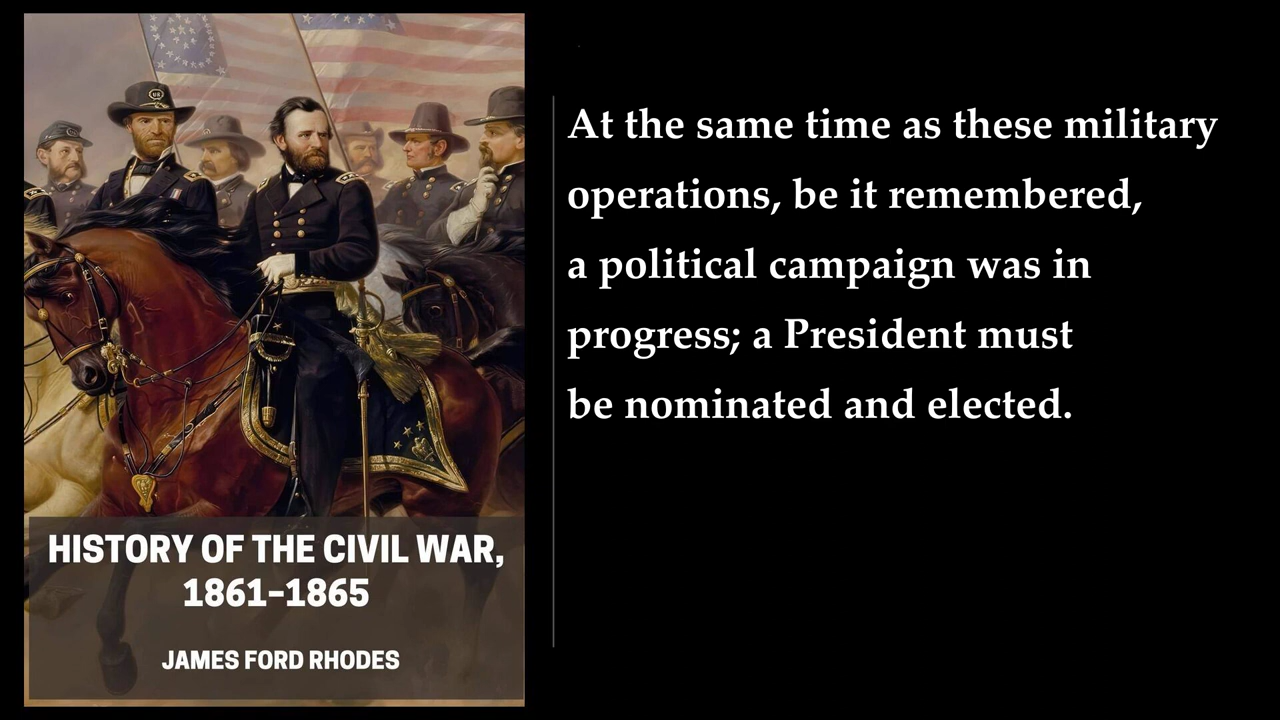 HISTORY OF THE CIVIL WAR,
1861–1865
JAMES FORD RHODES
At the same time as these military
operations, be it remembered,
a political campaign was in
progress; a President must
be nominated and elected.